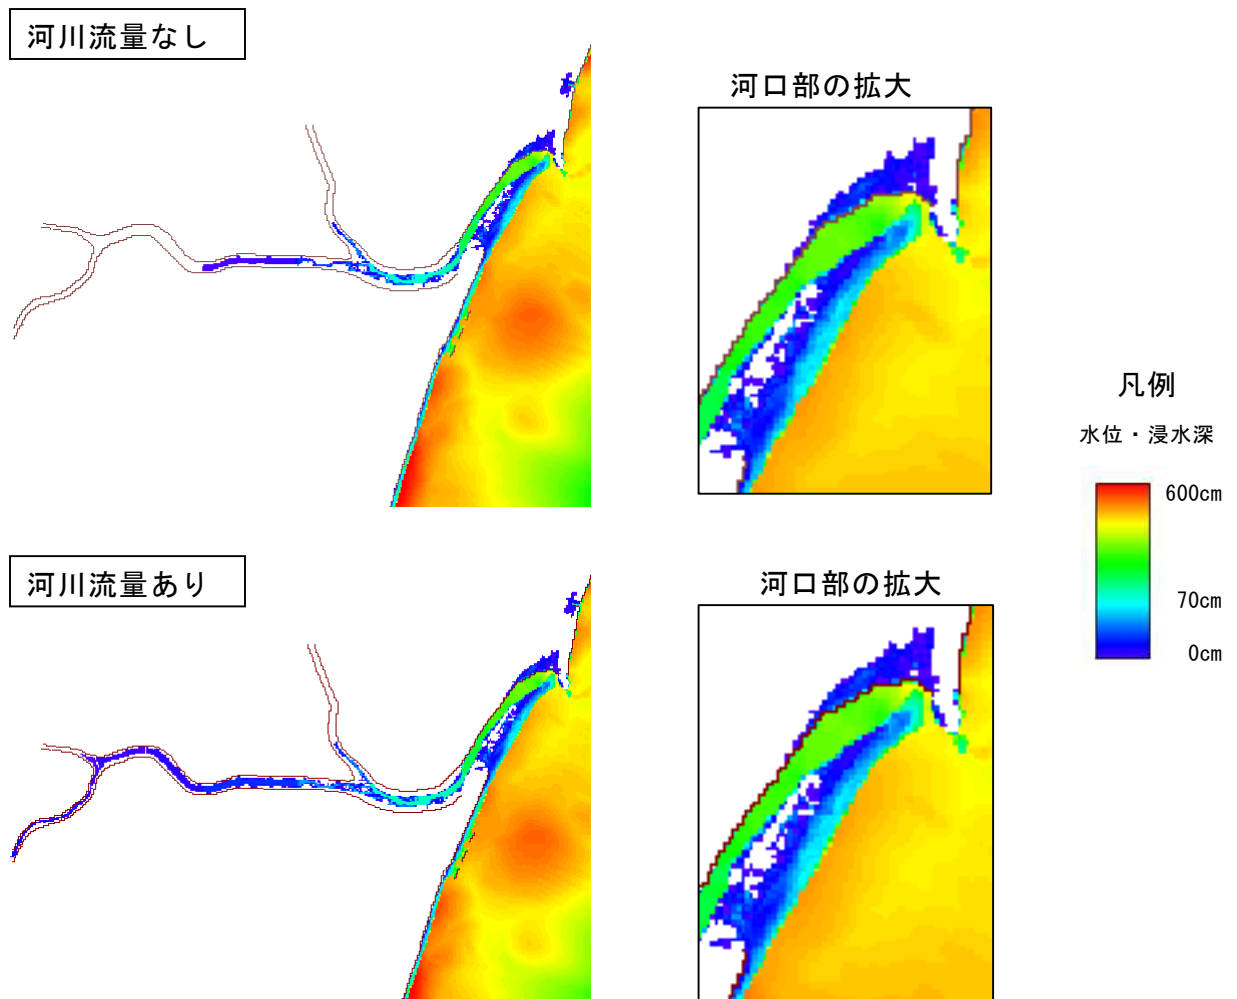 河川流量なし
河口部の拡大
凡例
水位・浸水深
600cm
70cm
0cm
河川流量あり
河口部の拡大